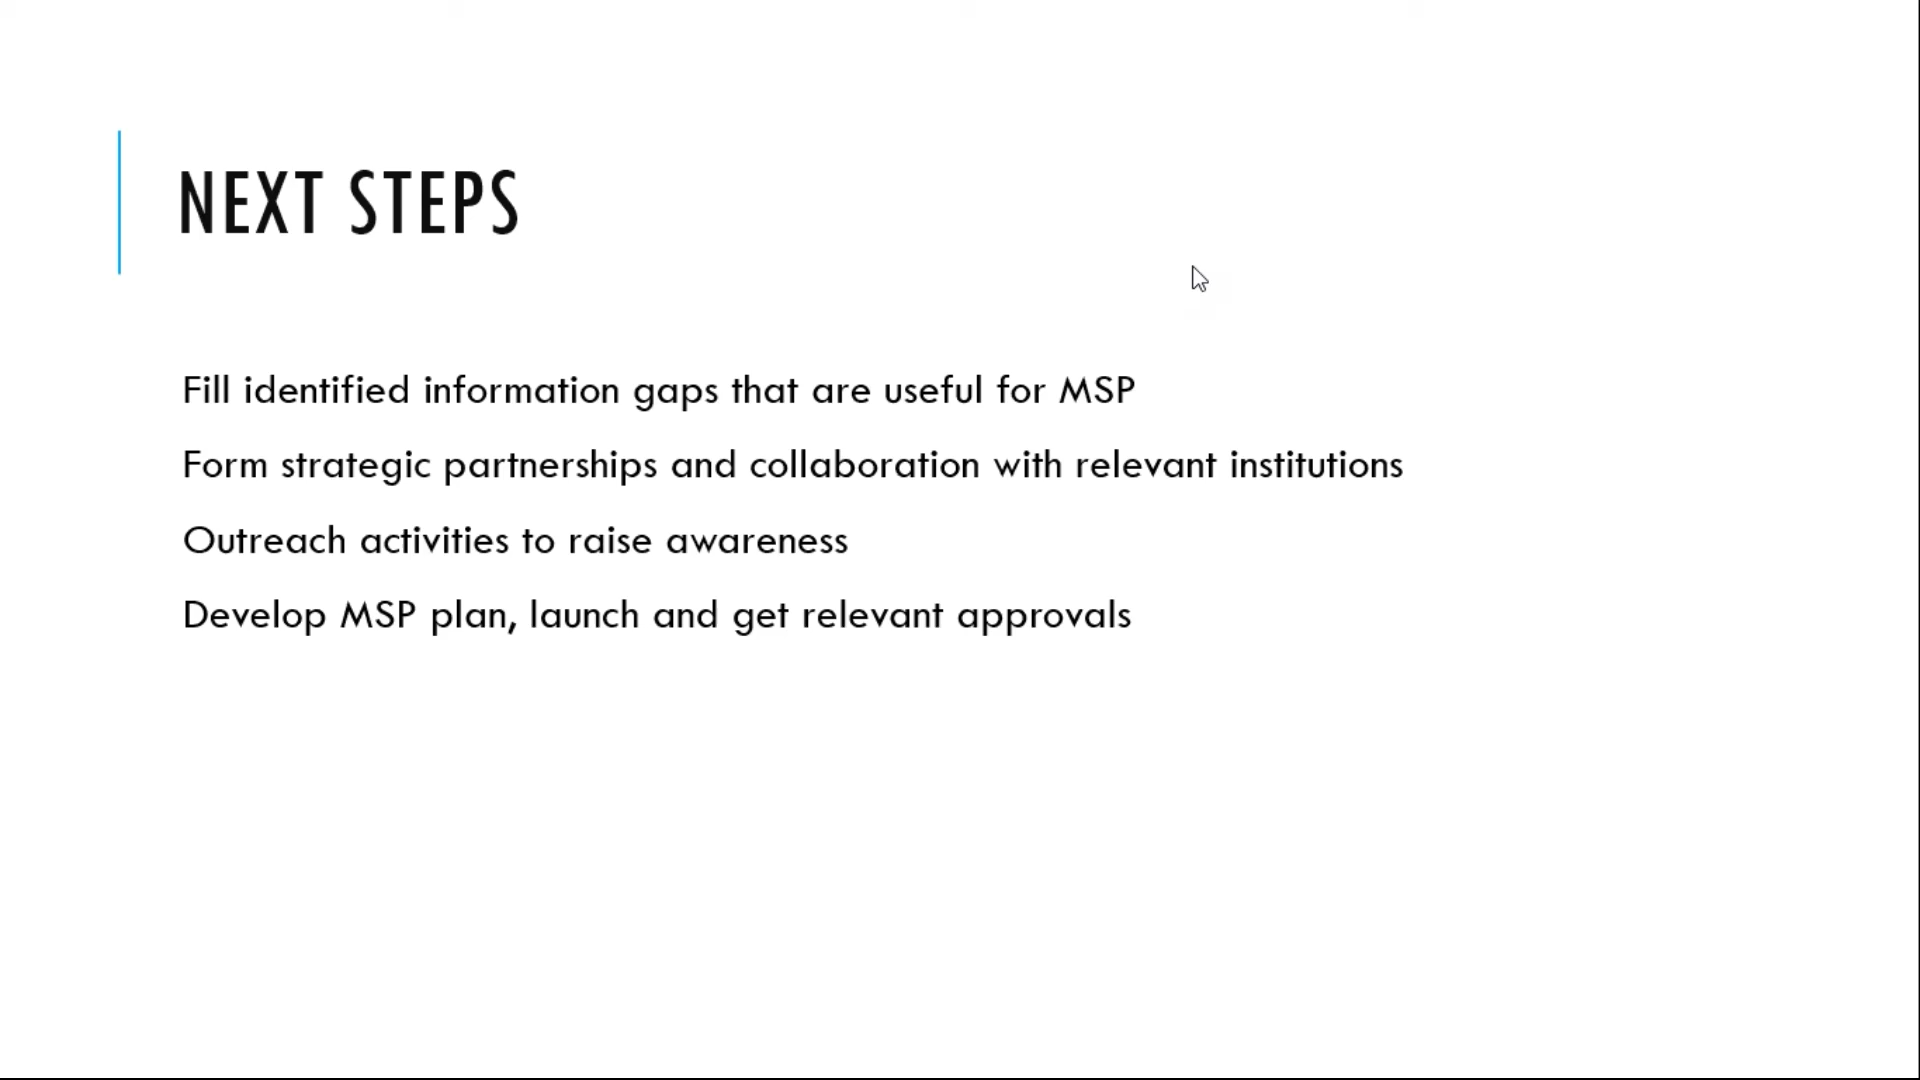 NEXT STEPS
Fill identified information gaps that are useful for MSP
Form strategic partnerships and collaboration with relevant institutions
Outreach activities to raise awareness
Develop MSP plan, launch and get relevant approvals